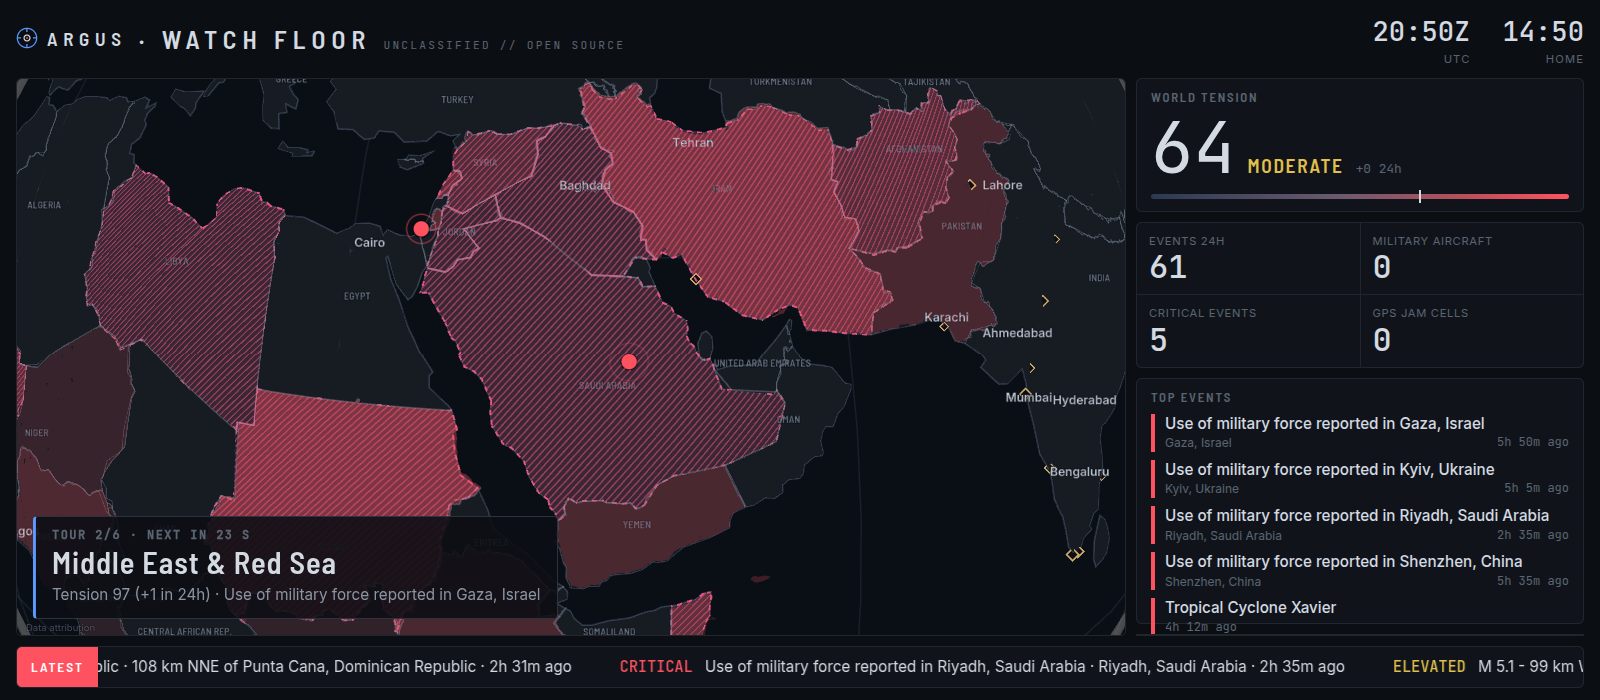 ARGUS · WATCH FLOOR UNCLASSIFIED // OPEN SOURCE
20:50Z 14:50
UTC HOME
GREECE
TURKEY
TURKMENISTAN
TAJIKISTAN
SYRIA
Tehran
AFGHANISTAN
ALGERIA
Baghdad
IRAN
Lahore
Cairo
JORDAN
PAKISTAN
LIBYA
EGYPT
INDIA
Karachi
Ahmedabad
UNITED ARAB EMIRATES
SAUDI ARABIA
Mumbai
Hyderabad
OMAN
NIGER
Bengaluru
YEMEN
go
ERITREA
TOUR 2/6 · NEXT IN 23 S
Middle East & Red Sea
Tension 97 (+1 in 24h) · Use of military force reported in Gaza, Israel
Data attribution
CENTRAL AFRICAN REP.
SOMALILAND
WORLD TENSION
64 MODERATE +0 24h
EVENTS 24H
61
MILITARY AIRCRAFT
0
CRITICAL EVENTS
5
GPS JAM CELLS
0
TOP EVENTS
Use of military force reported in Gaza, Israel
Gaza, Israel 5h 50m ago
Use of military force reported in Kyiv, Ukraine
Kyiv, Ukraine 5h 5m ago
Use of military force reported in Riyadh, Saudi Arabia
Riyadh, Saudi Arabia 2h 35m ago
Use of military force reported in Shenzhen, China
Shenzhen, China 5h 35m ago
Tropical Cyclone Xavier
4h 12m ago
LATEST blic · 108 km NNE of Punta Cana, Dominican Republic · 2h 31m ago CRITICAL Use of military force reported in Riyadh, Saudi Arabia · Riyadh, Saudi Arabia · 2h 35m ago ELEVATED M 5.1 - 99 km